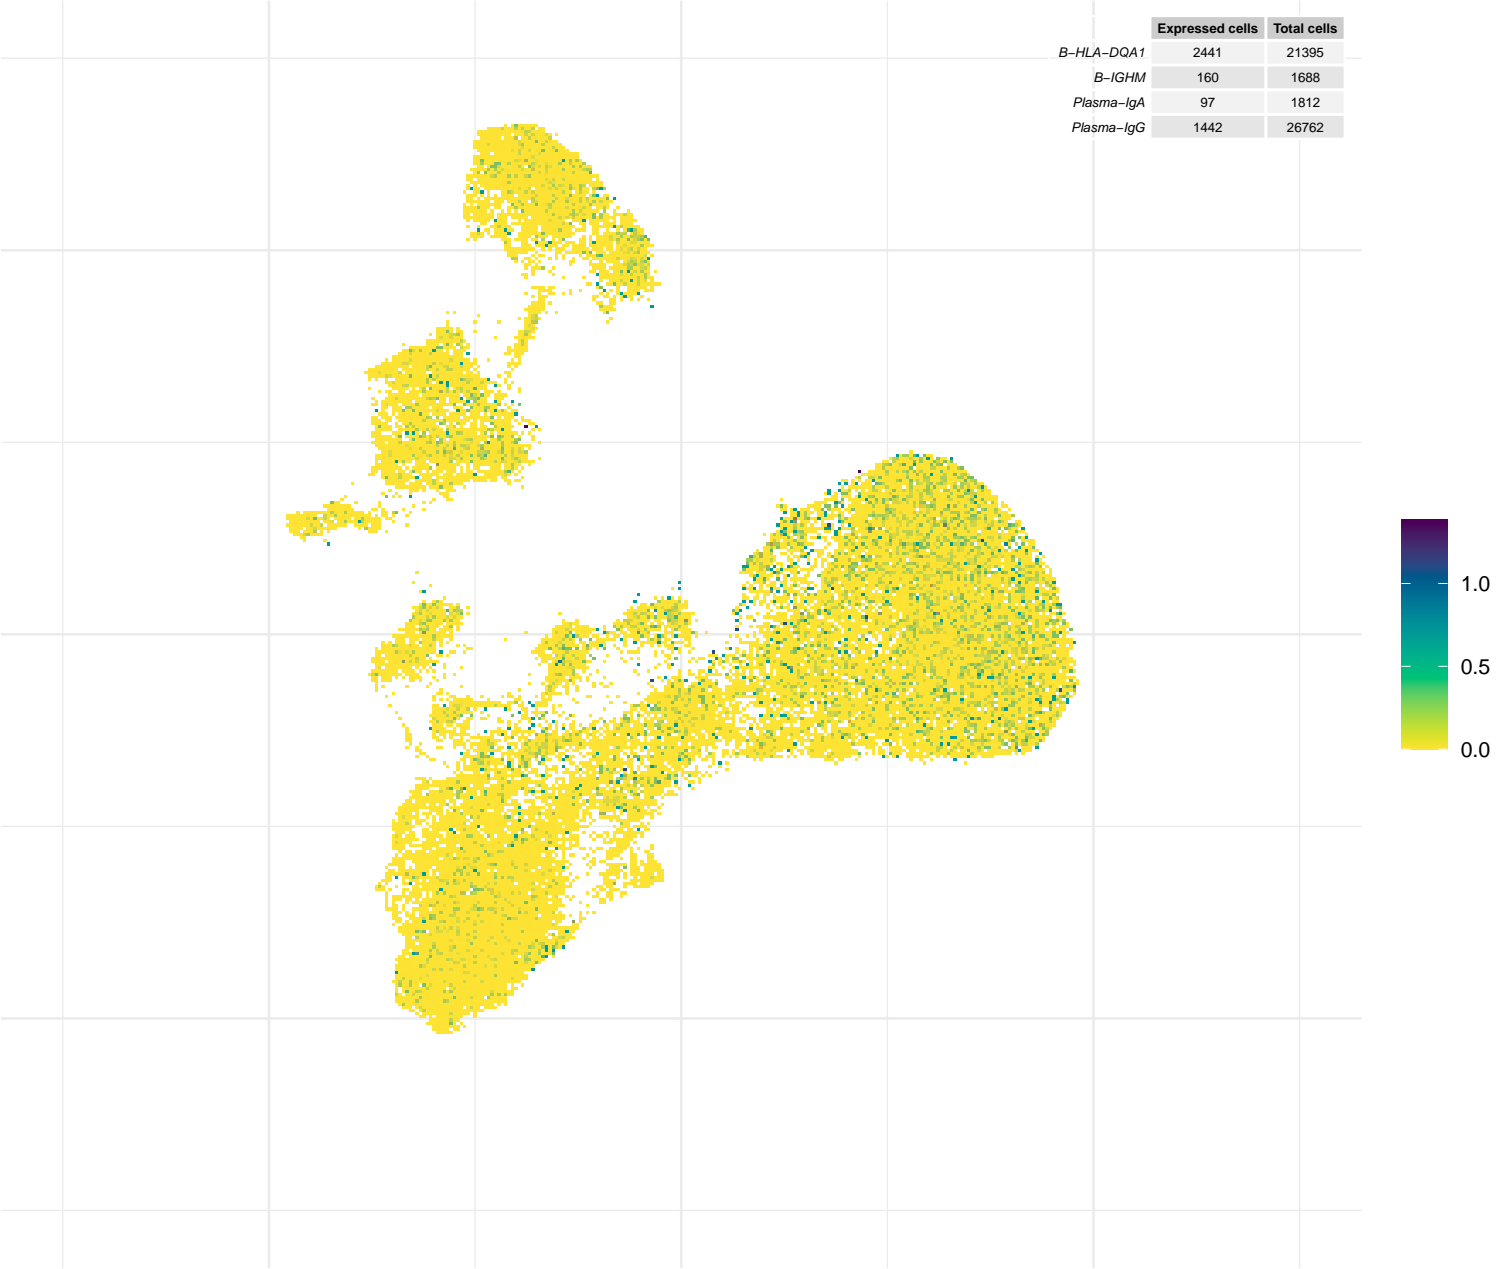 Expressed cells Total cells
B−HLA−DQA1 2441 21395
B−IGHM 160 1688
Plasma−IgA 97 1812
Plasma−IgG 1442 26762
1.0
0.5
0.0